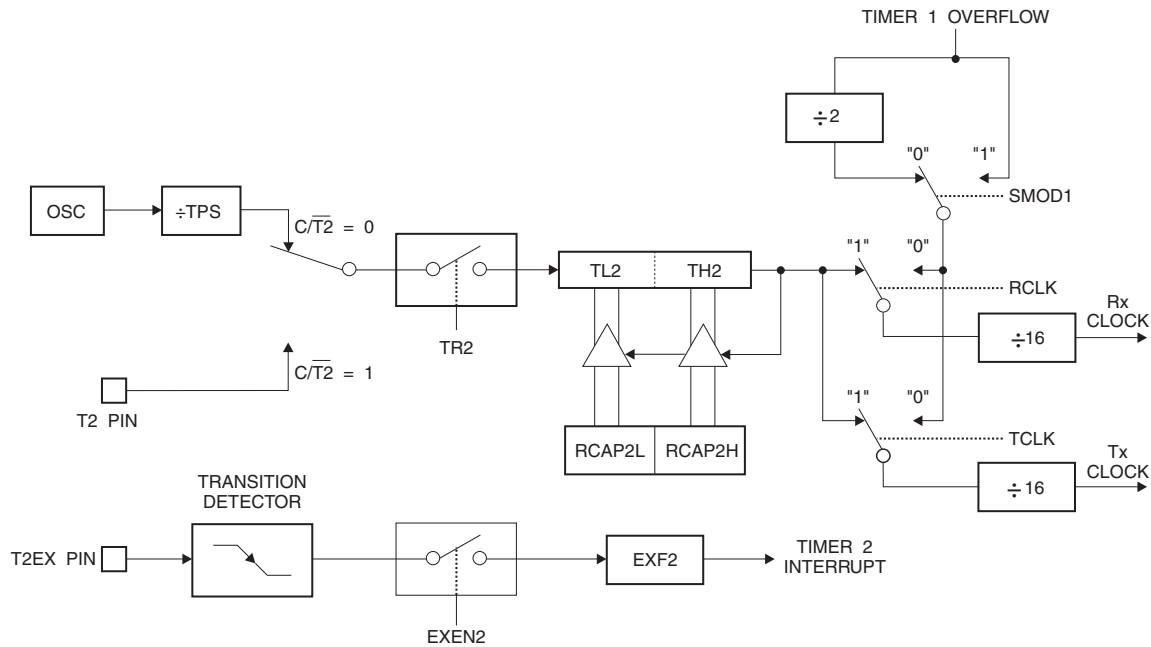 TIMER 1 OVERFLOW
÷2
"0" "1"
SMOD1
OSC
÷TPS
C/T̅2̅ = 0
TL2 TH2
"1" "0"
RCLK
Rx
CLOCK
÷16
TR2
C/T̅2̅ = 1
T2 PIN
"1" "0"
TCLK
RCAP2L RCAP2H
Tx
CLOCK
÷16
TRANSITION
DETECTOR
T2EX PIN
EXF2
TIMER 2
INTERRUPT
EXEN2